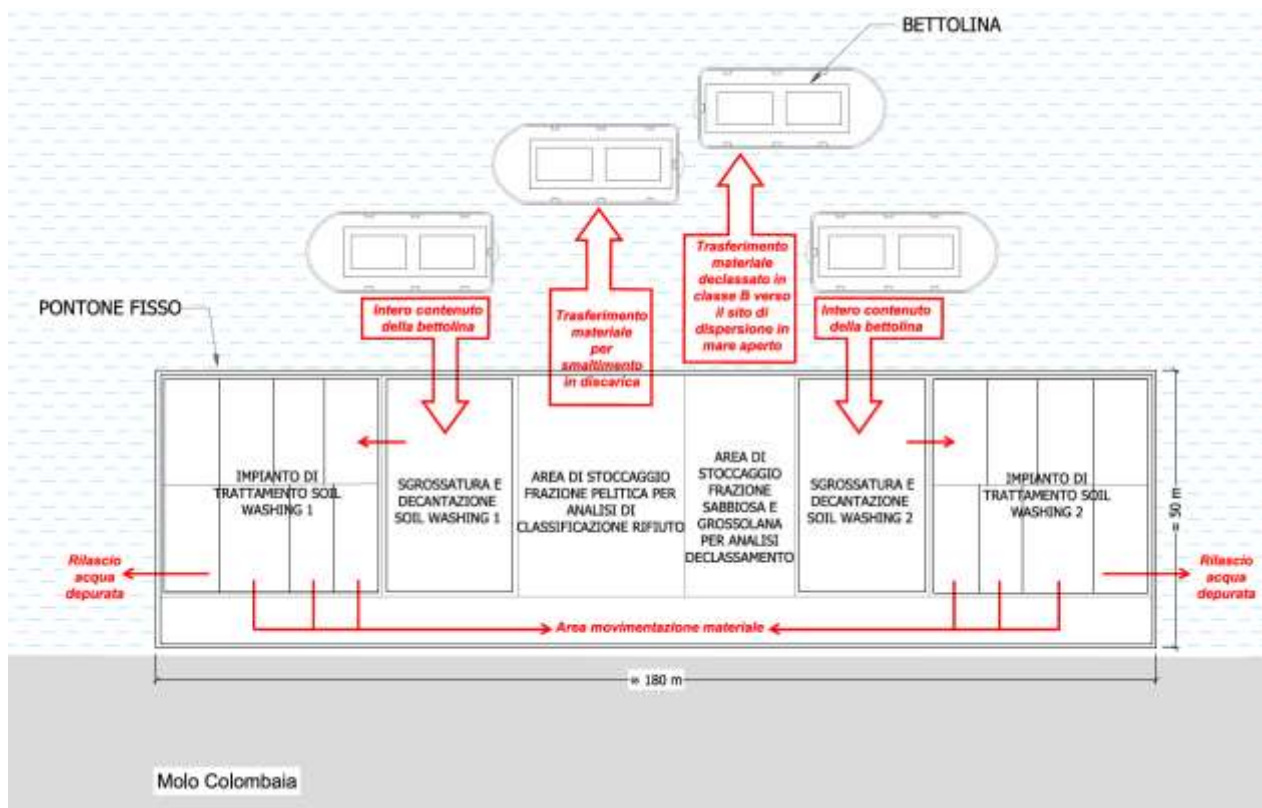 BETTOLINA
PONTONE FISSO
Intero contenuto
della bettolina
Trasferimento
materiale
per
smaltimento
in discarica
Trasferimento
materiale
declassato in
classe B verso
il sito di
dispersione in
mare aperto
Intero contenuto
della bettolina
IMPIANTO DI
TRATTAMENTO SOIL
WASHING 1
SGROSSATURA E
DECANTAZIONE
SOIL WASHING 1
AREA DI STOCCAGGIO
FRAZIONE PELITICA PER
ANALISI DI
CLASSIFICAZIONE RIFIUTO
AREA DI
STOCCAGGIO
FRAZIONE
SABBIOSA E
GROSSOLANA
PER ANALISI
DECLASSAMENTO
SGROSSATURA E
DECANTAZIONE
SOIL WASHING 2
IMPIANTO DI
TRATTAMENTO SOIL
WASHING 2
≅ 50 m
Rilascio
acqua
depurata
Rilascio
acqua
depurata
Area movimentazione materiale
≅ 180 m
Molo Colombaia